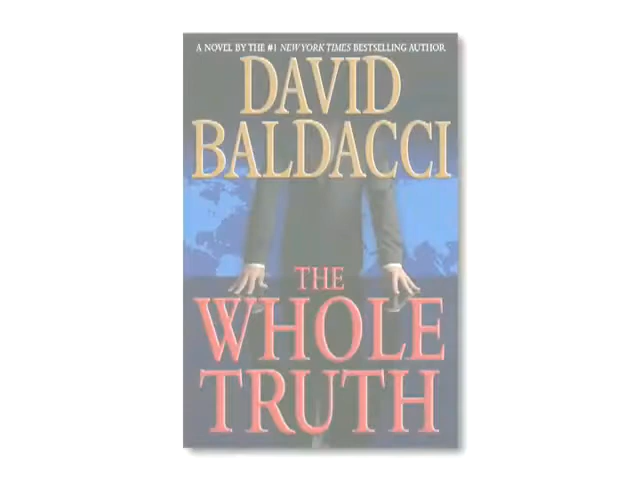 A NOVEL BY THE #1 NEW YORK TIMES BESTSELLING AUTHOR
DAVID
BALDACCI
THE
WHOLE
TRUTH